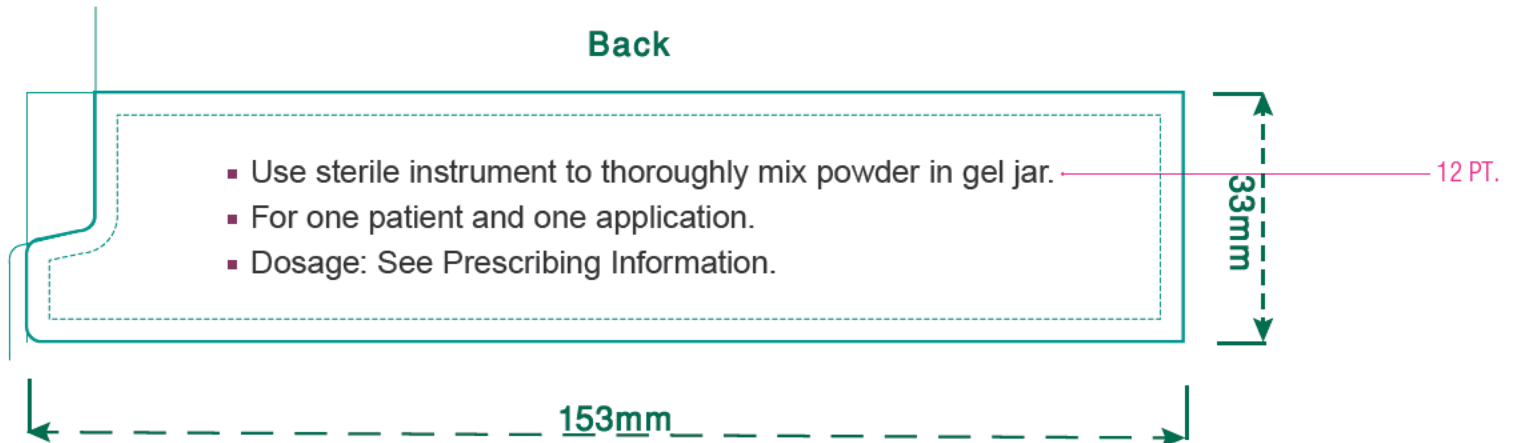 Back
▪ Use sterile instrument to thoroughly mix powder in gel jar.
12 PT.
▪ For one patient and one application.
▪ Dosage: See Prescribing Information.
33mm
153mm